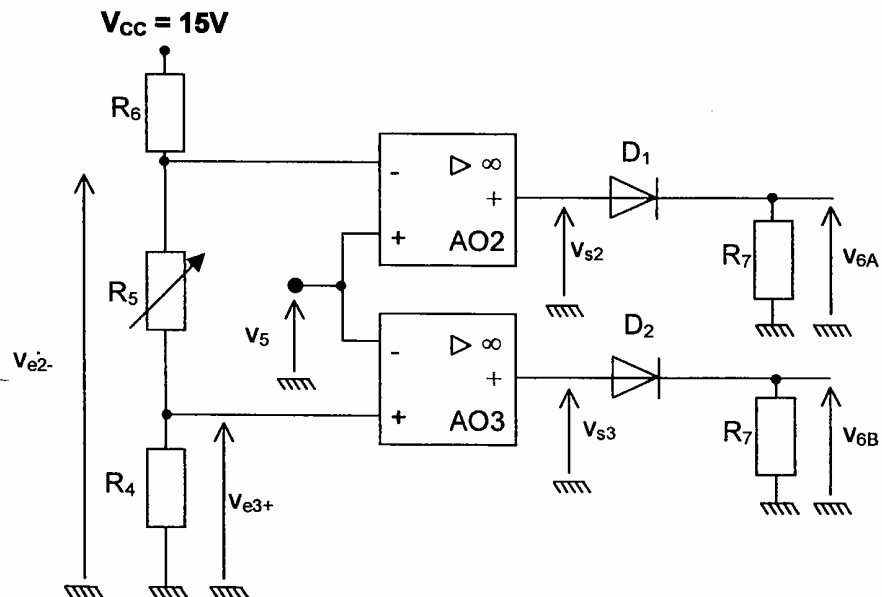 VCC = 15V
R6
- ▷ ∞
+
+ AO2
D1
vs2
R7
v6A
R5
v5
ve2-
- ▷ ∞
+
+ AO3
D2
vs3
R7
v6B
R4
ve3+